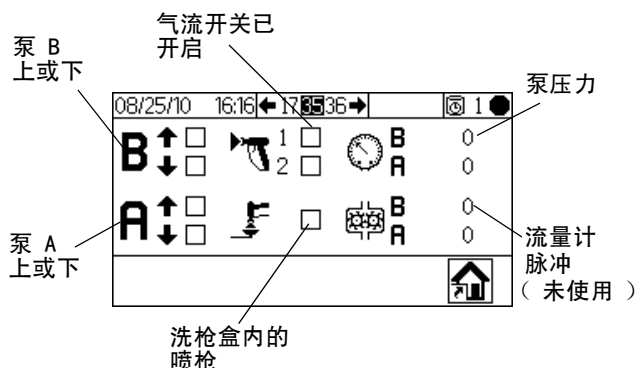 气流开关已
开启
泵 B
上或下
泵压力
08/25/10 16:16 17 35 36 1
B 1 B 0
2 A 0
A B 0
A 0
泵 A
上或下
流量计
脉冲
( 未使用 )
洗枪盒内的
喷枪